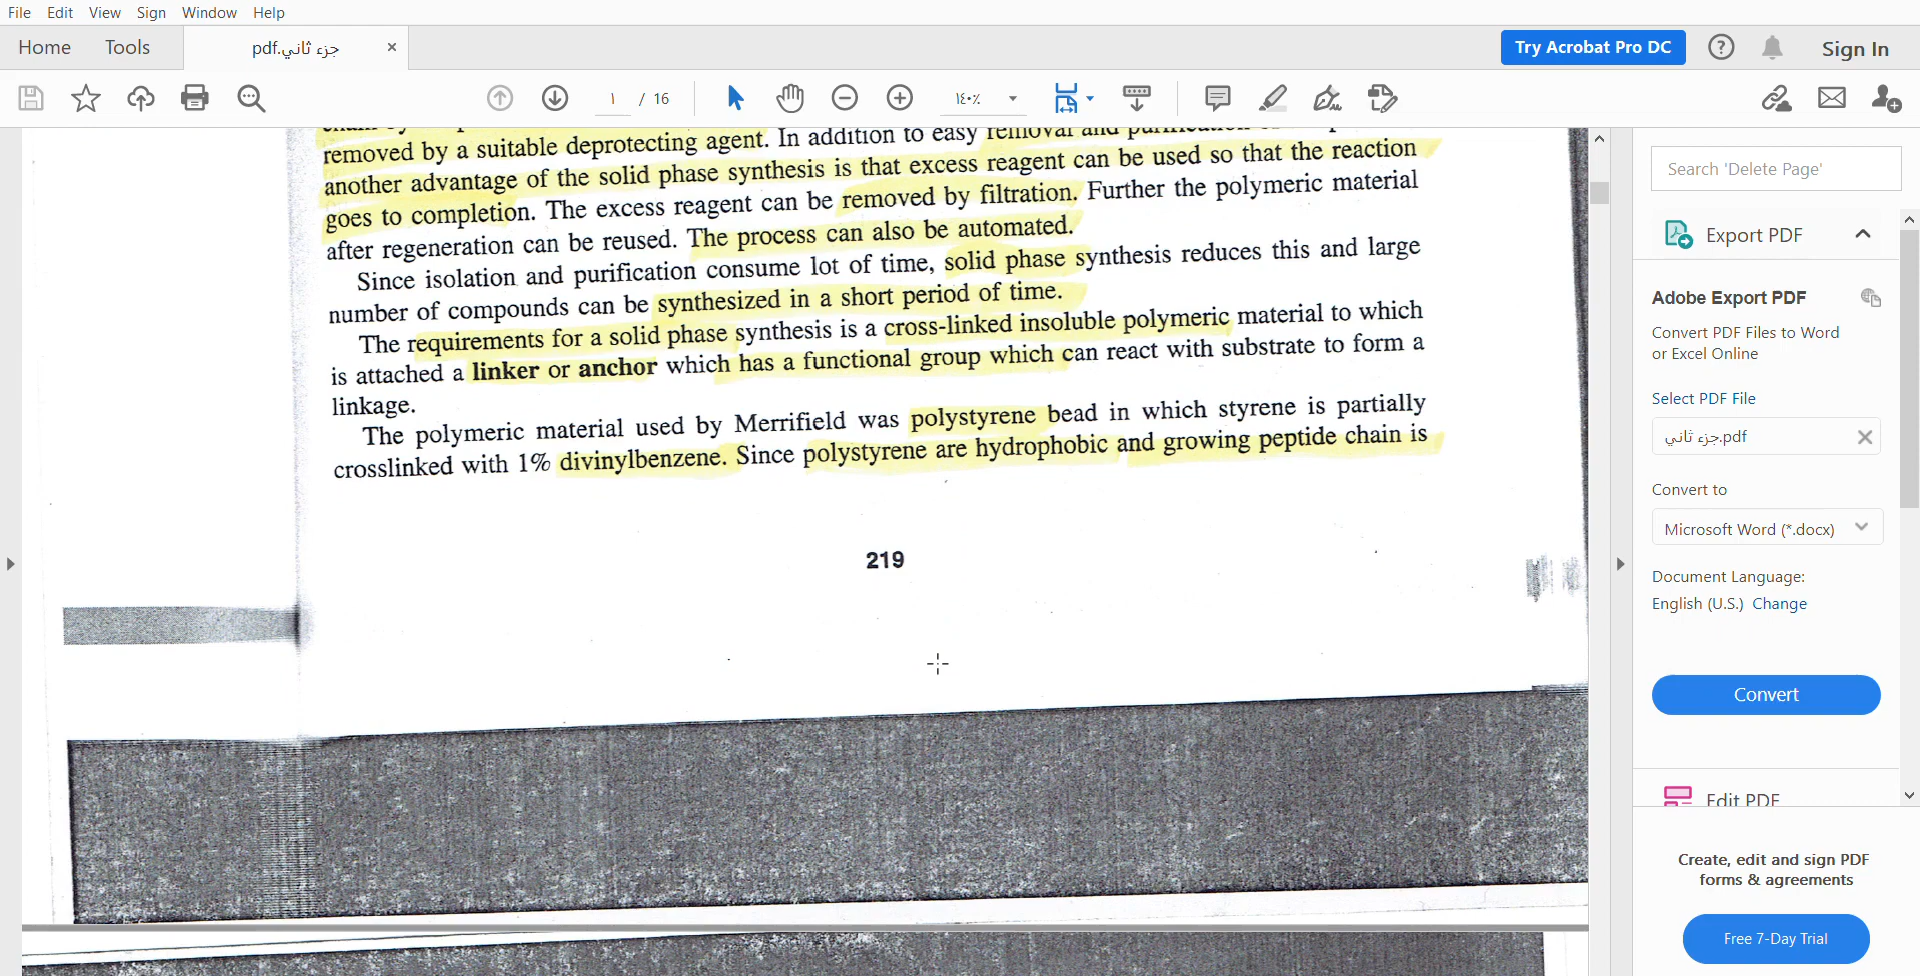 File Edit View Sign Window Help
Home Tools جزء ثاني.pdf × Try Acrobat Pro DC Sign In
١ / 16 ١٤٠٪
removed by a suitable deprotecting agent. In addition to easy removal and purification
another advantage of the solid phase synthesis is that excess reagent can be used so that the reaction
goes to completion. The excess reagent can be removed by filtration. Further the polymeric material
after regeneration can be reused. The process can also be automated.
Since isolation and purification consume lot of time, solid phase synthesis reduces this and large
number of compounds can be synthesized in a short period of time.
The requirements for a solid phase synthesis is a cross-linked insoluble polymeric material to which
is attached a linker or anchor which has a functional group which can react with substrate to form a
linkage.
The polymeric material used by Merrifield was polystyrene bead in which styrene is partially
crosslinked with 1% divinylbenzene. Since polystyrene are hydrophobic and growing peptide chain is
219
Search 'Delete Page'
Export PDF
Adobe Export PDF
Convert PDF Files to Word
or Excel Online
Select PDF File
جزء ثاني.pdf
Convert to
Microsoft Word (*.docx)
Document Language:
English (U.S.) Change
Convert
Edit PDF
Create, edit and sign PDF
forms & agreements
Free 7-Day Trial